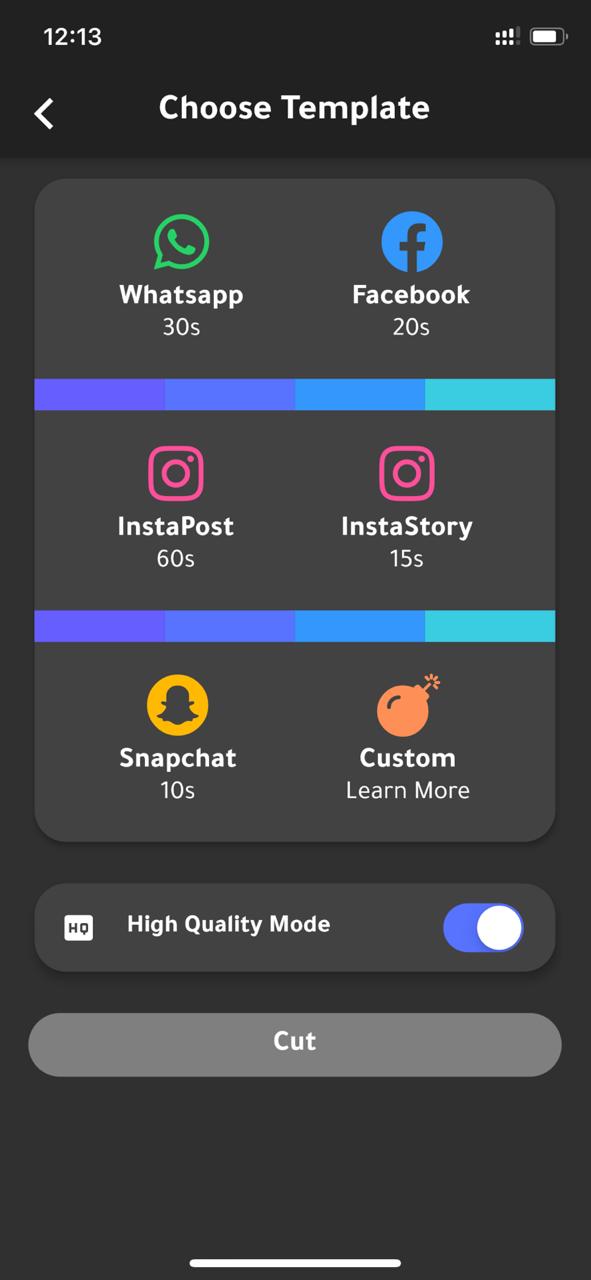 12:13
Choose Template
Whatsapp
Facebook
30s
20s
InstaPost
InstaStory
60s
15s
Snapchat
Custom
10s
Learn More
HQ
High Quality Mode
Cut